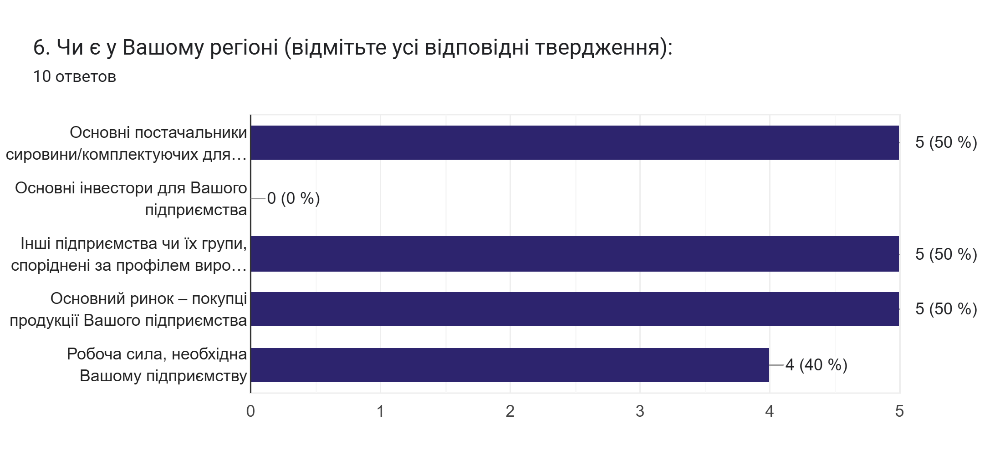 6. Чи є у Вашому регіоні (відмітьте усі відповідні твердження):
10 ответов
Основні постачальники
сировини/комплектуючих для…
5 (50 %)
Основні інвестори для Вашого
підприємства
0 (0 %)
Інші підприємства чи їх групи,
споріднені за профілем виро…
5 (50 %)
Основний ринок – покупці
продукції Вашого підприємства
5 (50 %)
Робоча сила, необхідна
Вашому підприємству
4 (40 %)
0 1 2 3 4 5